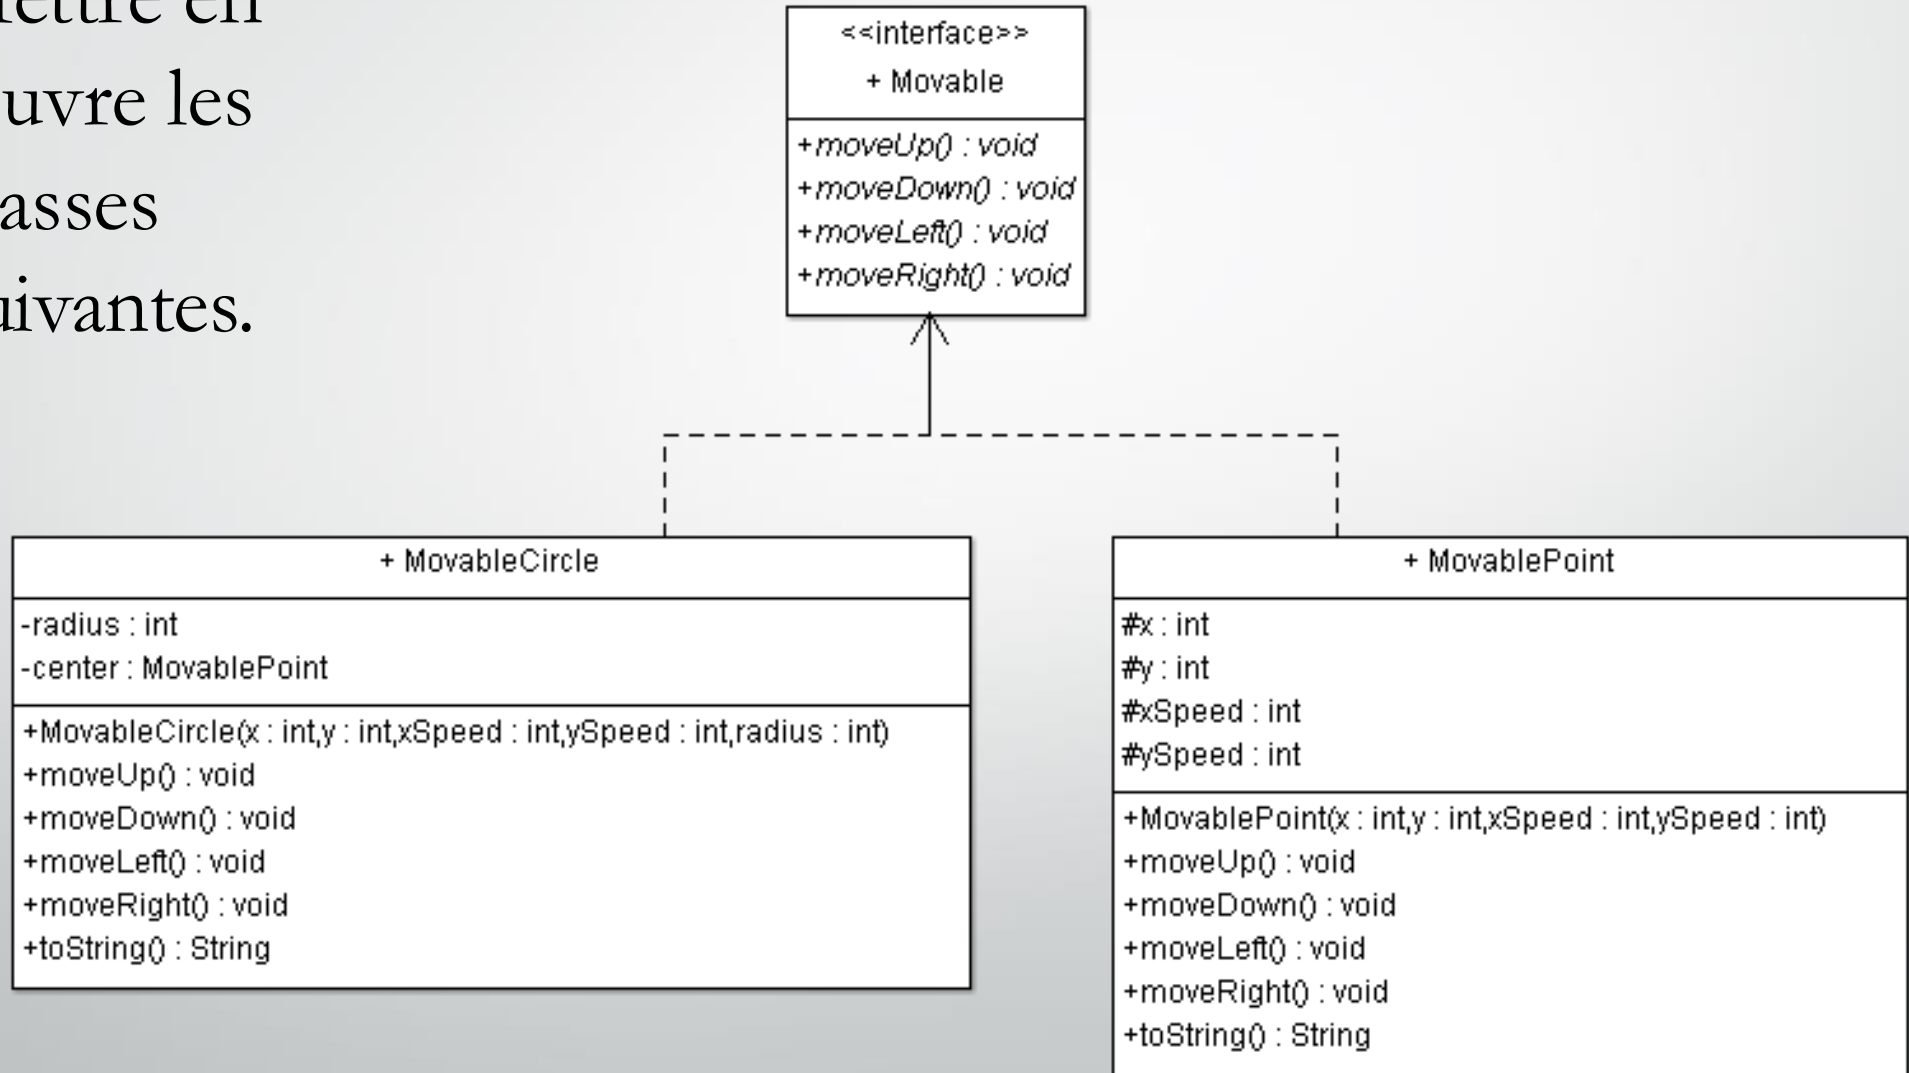 ettre en
uvre les
asses
uivantes.
<<interface>>
+ Movable
+moveUp() : void
+moveDown() : void
+moveLeft() : void
+moveRight() : void
+ MovableCircle
-radius : int
-center : MovablePoint
+MovableCircle(x : int,y : int,xSpeed : int,ySpeed : int,radius : int)
+moveUp() : void
+moveDown() : void
+moveLeft() : void
+moveRight() : void
+toString() : String
+ MovablePoint
#x : int
#y : int
#xSpeed : int
#ySpeed : int
+MovablePoint(x : int,y : int,xSpeed : int,ySpeed : int)
+moveUp() : void
+moveDown() : void
+moveLeft() : void
+moveRight() : void
+toString() : String